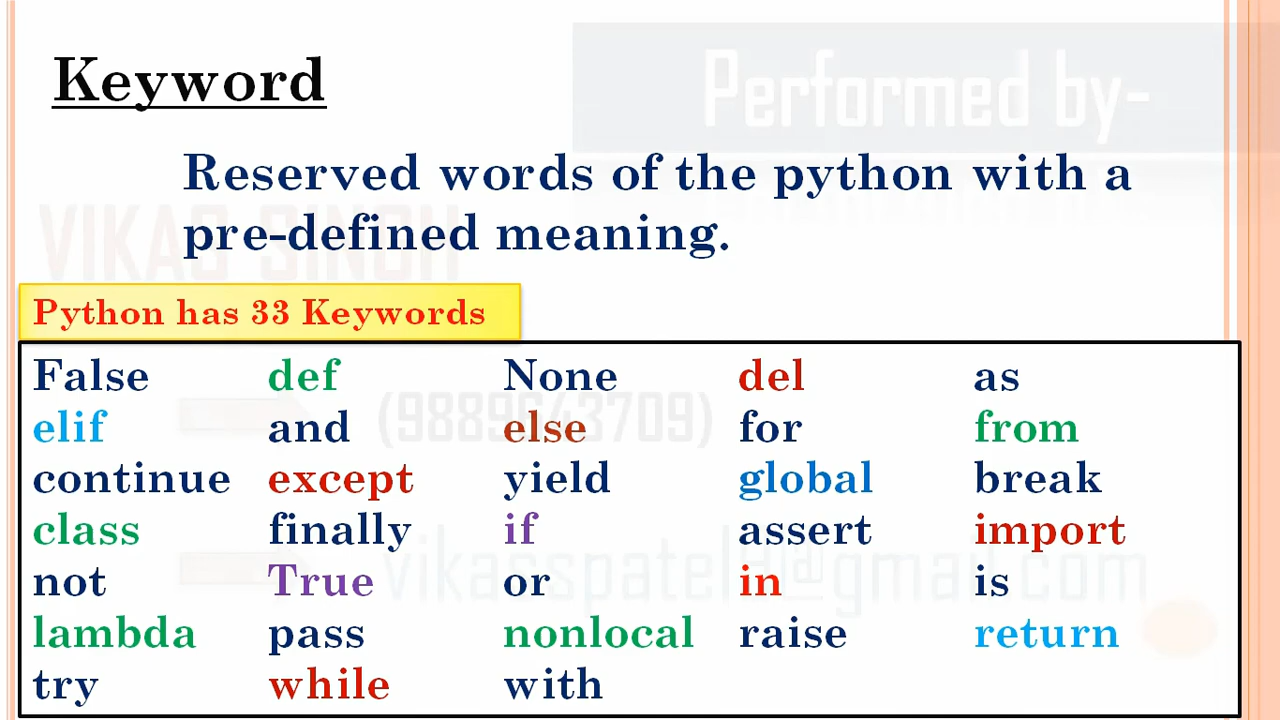 Performed by-
Keyword
Reserved words of the python with a
pre-defined meaning.
VIKAS SINGH
Python has 33 Keywords
False def None del as
elif and else for from
continue except yield global break
class finally if assert import
not True or in is
lambda pass nonlocal raise return
try while with